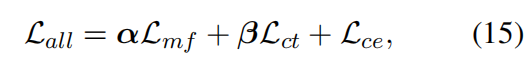 𝓛_all = 𝜶𝓛_mf + 𝜷𝓛_ct + 𝓛_ce, (15)